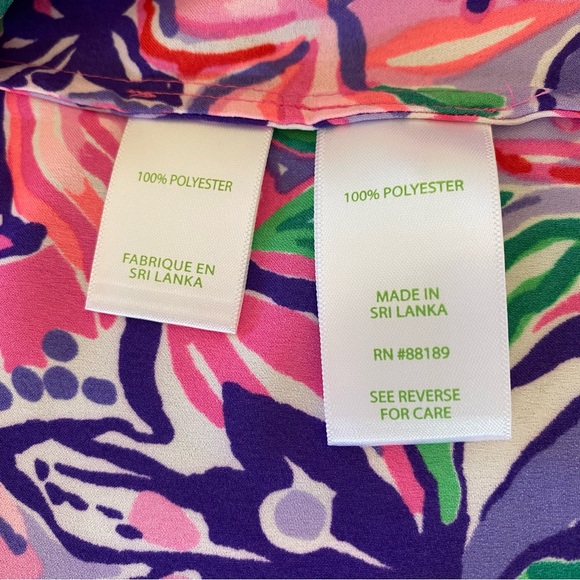 100% POLYESTER
FABRIQUE EN
SRI LANKA
100% POLYESTER
MADE IN
SRI LANKA
RN #88189
SEE REVERSE
FOR CARE